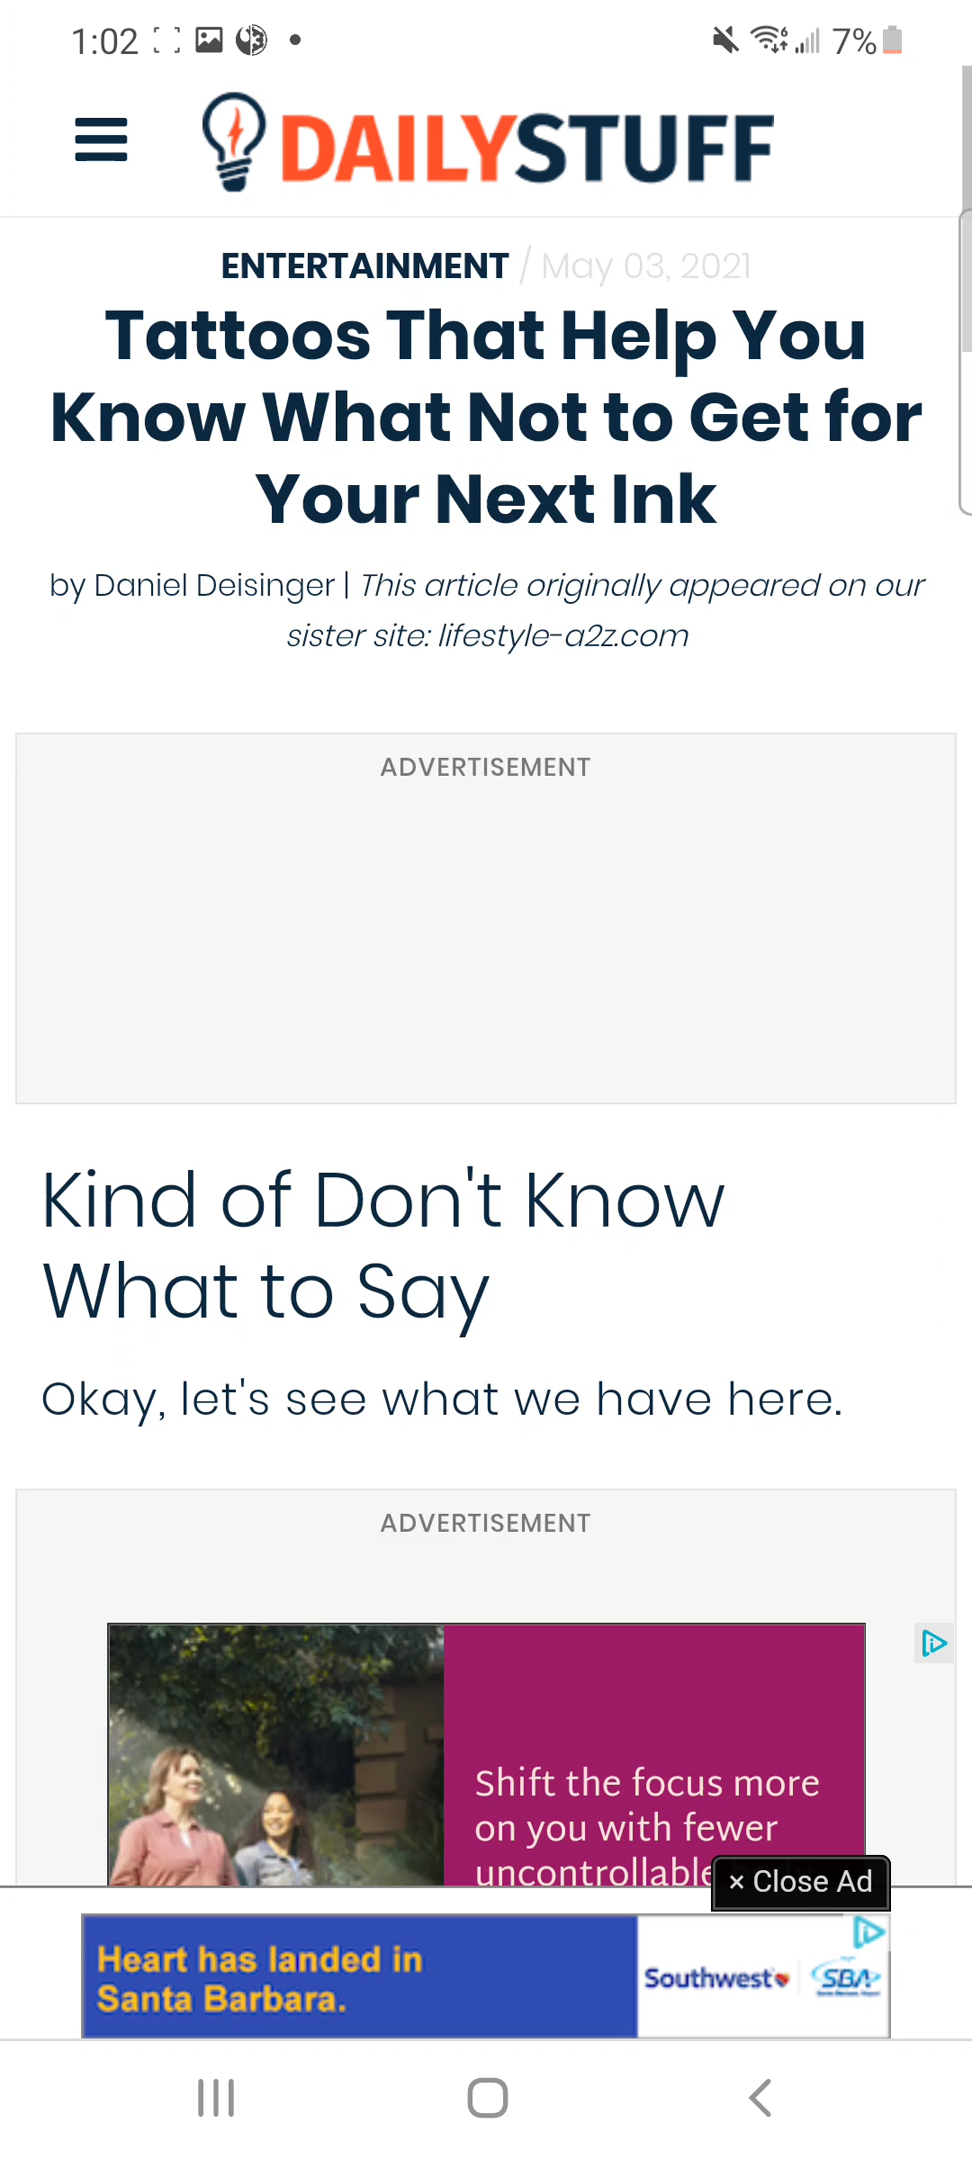 1:02
7%
DAILYSTUFF
ENTERTAINMENT / May 03, 2021
Tattoos That Help You
Know What Not to Get for
Your Next Ink
by Daniel Deisinger | This article originally appeared on our
sister site: lifestyle-a2z.com
ADVERTISEMENT
Kind of Don't Know
What to Say
Okay, let's see what we have here.
ADVERTISEMENT
Shift the focus more
on you with fewer
uncontrollable
× Close Ad
Heart has landed in
Santa Barbara.
Southwest
SBA